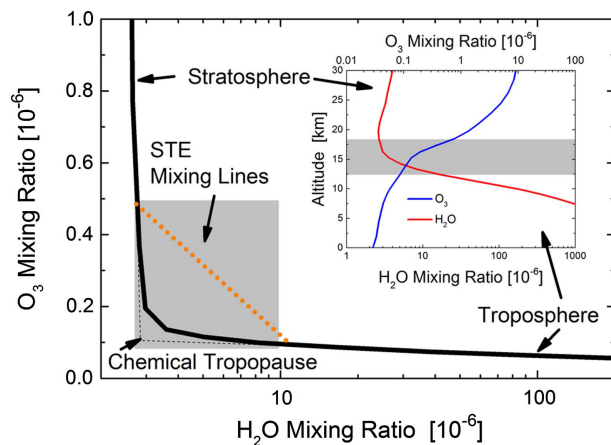 O3 Mixing Ratio [10-6]
0.01 0.1 1 10 100
1.0
0.8
0.6
0.4
0.2
0.0
O3 Mixing Ratio [10-6]
Stratosphere
STE
Mixing Lines
Altitude [km]
30
25
20
15
10
5
0
O3
H2O
1 10 100 1000
H2O Mixing Ratio [10-6]
Troposphere
Chemical Tropopause
10 100
H2O Mixing Ratio [10-6]